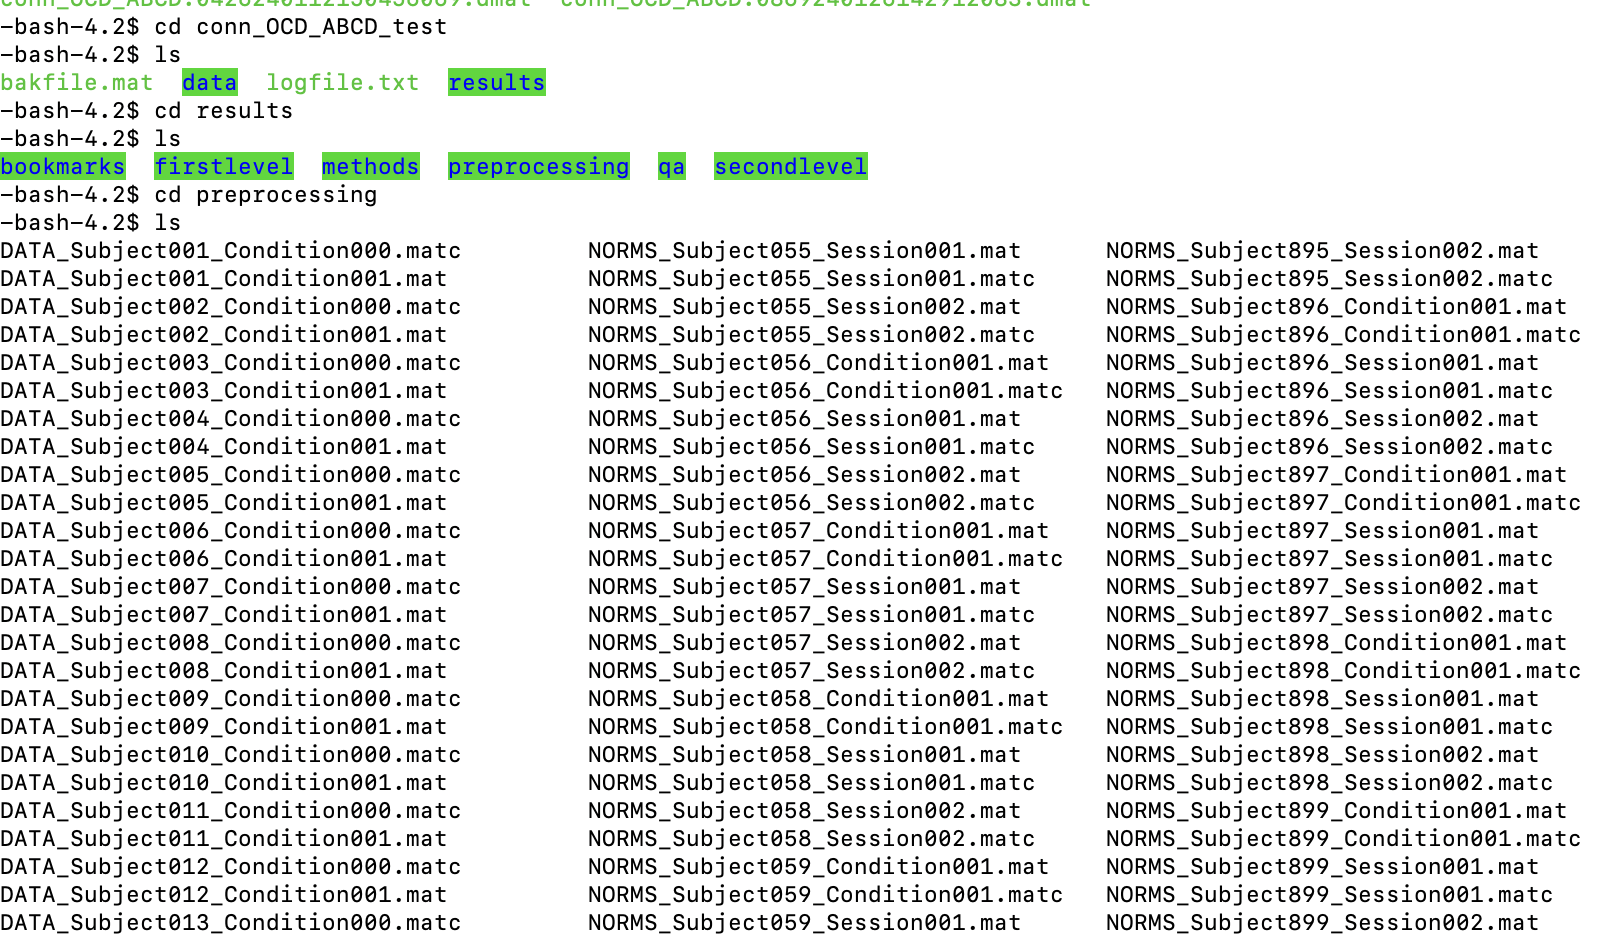 -bash-4.2$ cd conn_OCD_ABCD_test
-bash-4.2$ ls
bakfile.mat  data  logfile.txt  results
-bash-4.2$ cd results
-bash-4.2$ ls
bookmarks  firstlevel  methods  preprocessing  qa  secondlevel
-bash-4.2$ cd preprocessing
-bash-4.2$ ls
DATA_Subject001_Condition000.matc  NORMS_Subject055_Session001.mat  NORMS_Subject895_Session002.mat
DATA_Subject001_Condition001.mat  NORMS_Subject055_Session001.matc  NORMS_Subject895_Session002.matc
DATA_Subject002_Condition000.matc  NORMS_Subject055_Session002.mat  NORMS_Subject896_Condition001.mat
DATA_Subject002_Condition001.mat  NORMS_Subject055_Session002.matc  NORMS_Subject896_Condition001.matc
DATA_Subject003_Condition000.matc  NORMS_Subject056_Condition001.mat  NORMS_Subject896_Session001.mat
DATA_Subject003_Condition001.mat  NORMS_Subject056_Condition001.matc  NORMS_Subject896_Session001.matc
DATA_Subject004_Condition000.matc  NORMS_Subject056_Session001.mat  NORMS_Subject896_Session002.mat
DATA_Subject004_Condition001.mat  NORMS_Subject056_Session001.matc  NORMS_Subject896_Session002.matc
DATA_Subject005_Condition000.matc  NORMS_Subject056_Session002.mat  NORMS_Subject897_Condition001.mat
DATA_Subject005_Condition001.mat  NORMS_Subject056_Session002.matc  NORMS_Subject897_Condition001.matc
DATA_Subject006_Condition000.matc  NORMS_Subject057_Condition001.mat  NORMS_Subject897_Session001.mat
DATA_Subject006_Condition001.mat  NORMS_Subject057_Condition001.matc  NORMS_Subject897_Session001.matc
DATA_Subject007_Condition000.matc  NORMS_Subject057_Session001.mat  NORMS_Subject897_Session002.mat
DATA_Subject007_Condition001.mat  NORMS_Subject057_Session001.matc  NORMS_Subject897_Session002.matc
DATA_Subject008_Condition000.matc  NORMS_Subject057_Session002.mat  NORMS_Subject898_Condition001.mat
DATA_Subject008_Condition001.mat  NORMS_Subject057_Session002.matc  NORMS_Subject898_Condition001.matc
DATA_Subject009_Condition000.matc  NORMS_Subject058_Condition001.mat  NORMS_Subject898_Session001.mat
DATA_Subject009_Condition001.mat  NORMS_Subject058_Condition001.matc  NORMS_Subject898_Session001.matc
DATA_Subject010_Condition000.matc  NORMS_Subject058_Session001.mat  NORMS_Subject898_Session002.mat
DATA_Subject010_Condition001.mat  NORMS_Subject058_Session001.matc  NORMS_Subject898_Session002.matc
DATA_Subject011_Condition000.matc  NORMS_Subject058_Session002.mat  NORMS_Subject899_Condition001.mat
DATA_Subject011_Condition001.mat  NORMS_Subject058_Session002.matc  NORMS_Subject899_Condition001.matc
DATA_Subject012_Condition000.matc  NORMS_Subject059_Condition001.mat  NORMS_Subject899_Session001.mat
DATA_Subject012_Condition001.mat  NORMS_Subject059_Condition001.matc  NORMS_Subject899_Session001.matc
DATA_Subject013_Condition000.matc  NORMS_Subject059_Session001.mat  NORMS_Subject899_Session002.mat